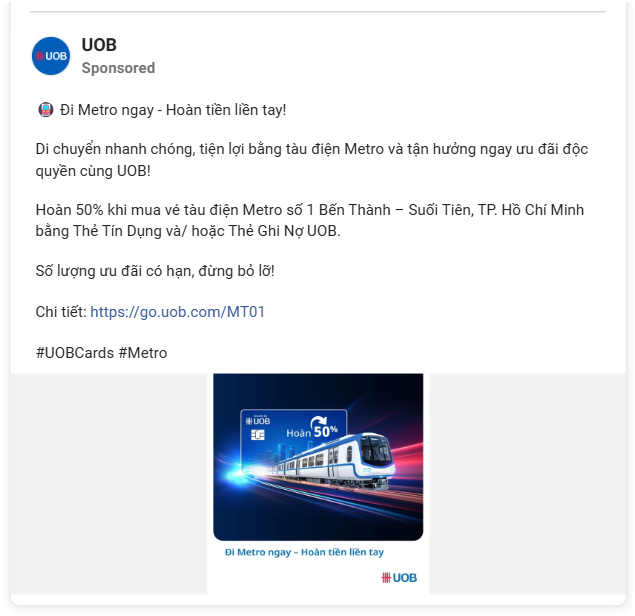 UOB
UOB
Sponsored
Đi Metro ngay - Hoàn tiền liền tay!
Di chuyển nhanh chóng, tiện lợi bằng tàu điện Metro và tận hưởng ngay ưu đãi độc
quyền cùng UOB!
Hoàn 50% khi mua vé tàu điện Metro số 1 Bến Thành – Suối Tiên, TP. Hồ Chí Minh
bằng Thẻ Tín Dụng và/ hoặc Thẻ Ghi Nợ UOB.
Số lượng ưu đãi có hạn, đừng bỏ lỡ!
Chi tiết: https://go.uob.com/MT01
#UOBCards #Metro
UOB
Hoàn 50%
Đi Metro ngay – Hoàn tiền liền tay
UOB